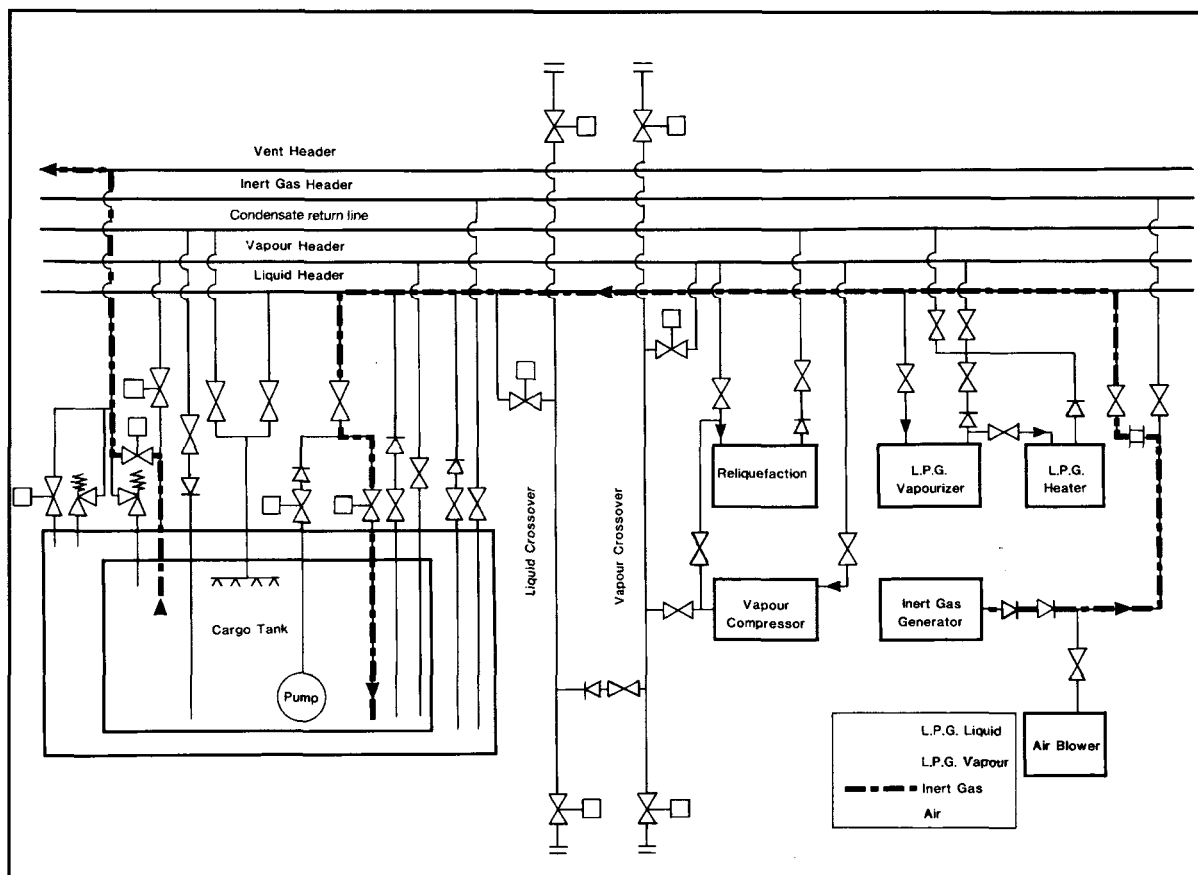 Vent Header
Inert Gas Header
Condensate return line
Vapour Header
Liquid Header
Liquid Crossover
Vapour Crossover
Reliquefaction
L.P.G.
Vapourizer
L.P.G.
Heater
Cargo Tank
Vapour
Compressor
Inert Gas
Generator
Pump
Air Blower
L.P.G. Liquid
L.P.G. Vapour
Inert Gas
Air